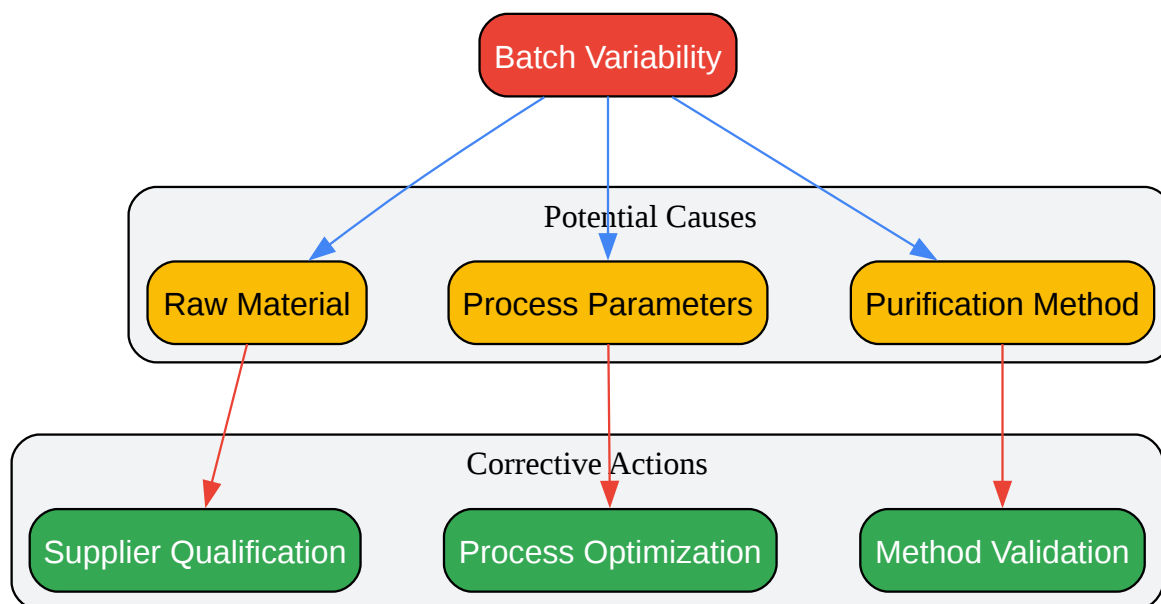 Batch Variability
Potential Causes
Raw Material
Process Parameters
Purification Method
Corrective Actions
Supplier Qualification
Process Optimization
Method Validation